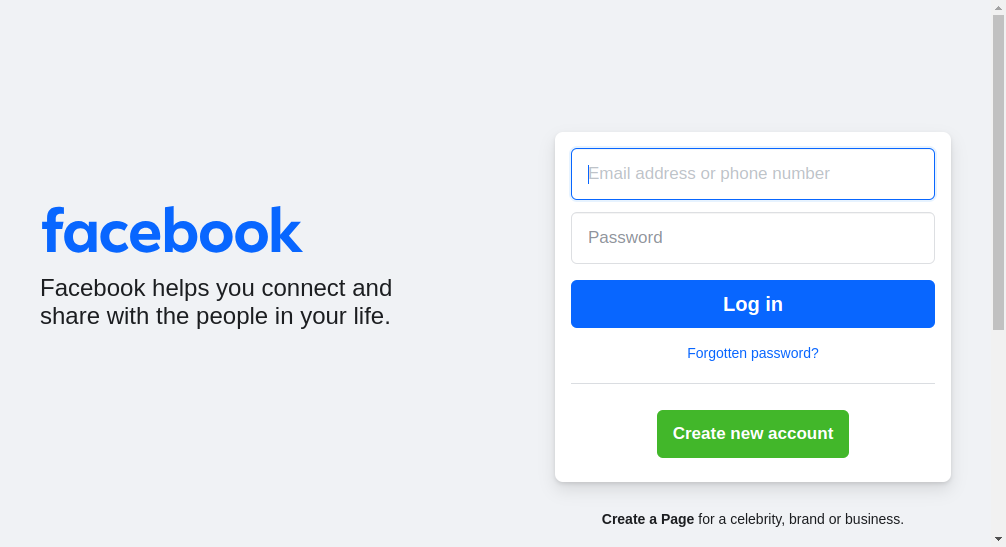 facebook
Facebook helps you connect and
share with the people in your life.
Email address or phone number
Password
Log in
Forgotten password?
Create new account
Create a Page for a celebrity, brand or business.